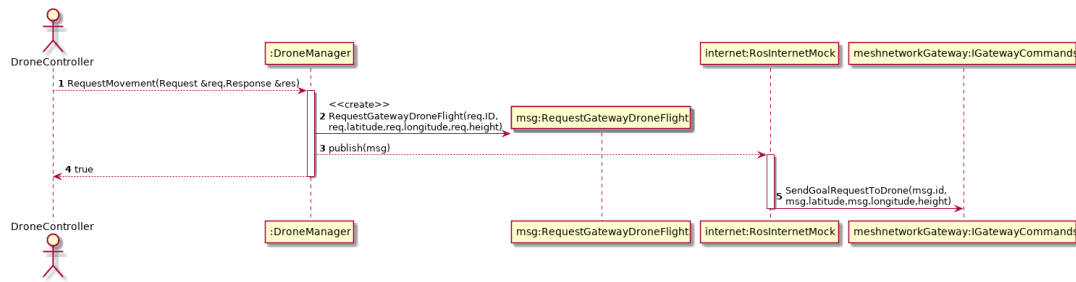 DroneController
:DroneManager
internet:RosInternetMock
meshnetworkGateway:IGatewayCommands
1 RequestMovement(Request &req,Response &res)
<<create>>
2 RequestGatewayDroneFlight(req.ID,
req.latitude,req.longitude,req.height)
msg:RequestGatewayDroneFlight
3 publish(msg)
4 true
5 SendGoalRequestToDrone(msg.id,
msg.latitude,msg.longitude,height)
DroneController
:DroneManager
msg:RequestGatewayDroneFlight
internet:RosInternetMock
meshnetworkGateway:IGatewayCommands